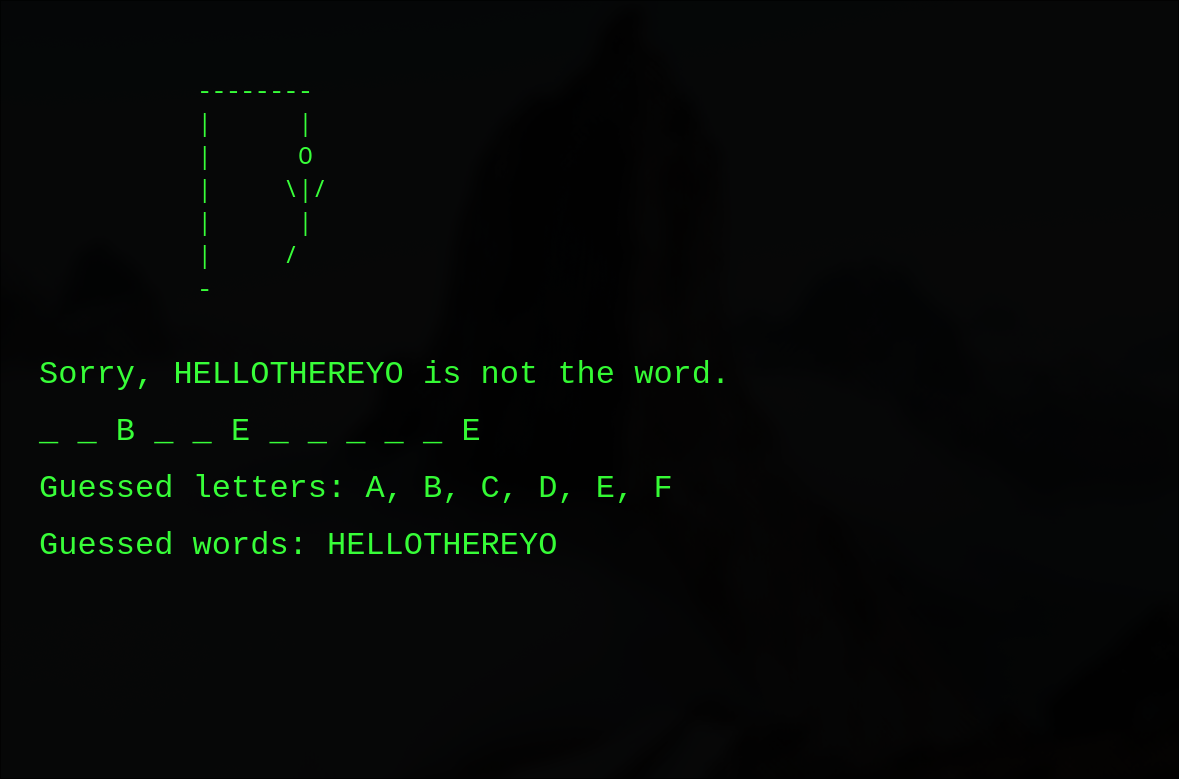 --------
|      |
|      O
|     \|/
|      |
|     /
-
Sorry, HELLOTHEREYO is not the word.
_ _ B _ _ E _ _ _ _ _ E
Guessed letters: A, B, C, D, E, F
Guessed words: HELLOTHEREYO